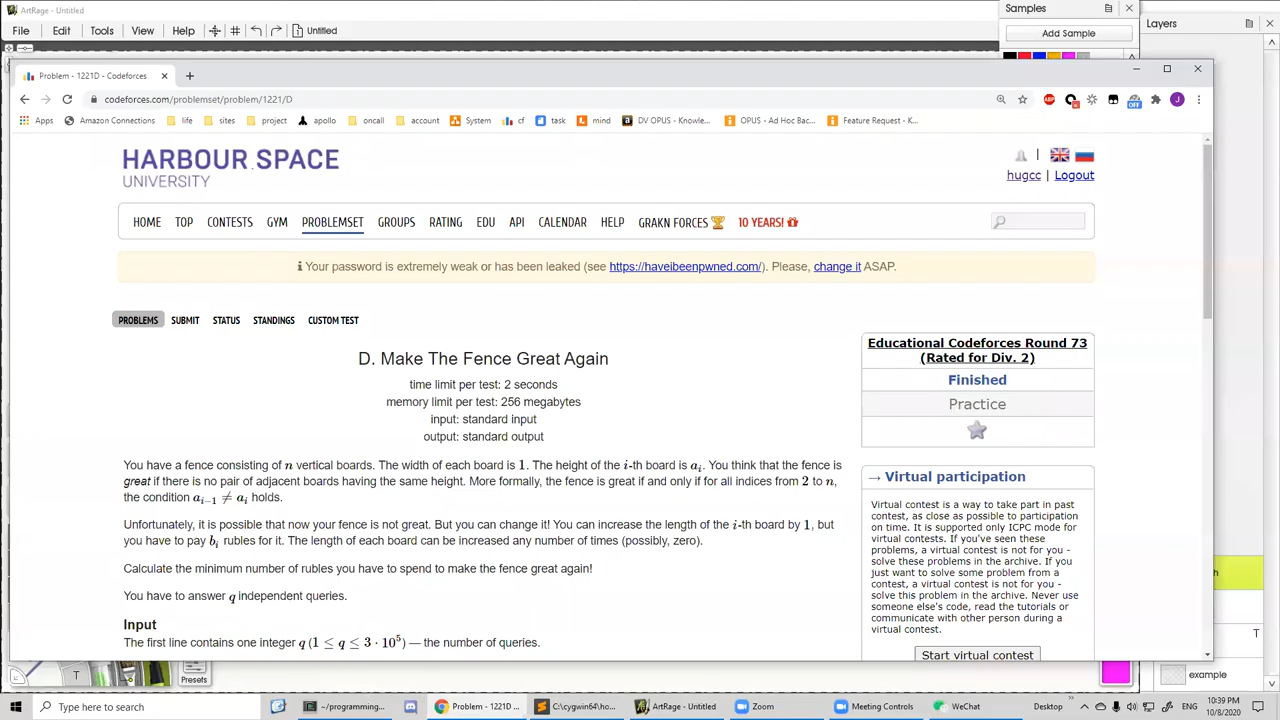 ArtRage - Untitled
Samples
File Edit Tools View Help Untitled
Add Sample
Layers
Problem - 1221D - Codeforces
codeforces.com/problemset/problem/1221/D
ABP OFF J
Apps Amazon Connections life sites project apollo oncall account System cf task mind DV OPUS - Knowle... OPUS - Ad Hoc Bac... Feature Request - K...
HARBOUR.SPACE
UNIVERSITY
hugcc | Logout
HOME TOP CONTESTS GYM PROBLEMSET GROUPS RATING EDU API CALENDAR HELP GRAKN FORCES 10 YEARS!
Your password is extremely weak or has been leaked (see https://haveibeenpwned.com/). Please, change it ASAP.
PROBLEMS SUBMIT STATUS STANDINGS CUSTOM TEST
D. Make The Fence Great Again
time limit per test: 2 seconds
memory limit per test: 256 megabytes
input: standard input
output: standard output
You have a fence consisting of n vertical boards. The width of each board is 1. The height of the i-th board is a_i. You think that the fence is
great if there is no pair of adjacent boards having the same height. More formally, the fence is great if and only if for all indices from 2 to n,
the condition a_{i−1} ≠ a_i holds.
Unfortunately, it is possible that now your fence is not great. But you can change it! You can increase the length of the i-th board by 1, but
you have to pay b_i rubles for it. The length of each board can be increased any number of times (possibly, zero).
Calculate the minimum number of rubles you have to spend to make the fence great again!
You have to answer q independent queries.
Input
The first line contains one integer q (1 ≤ q ≤ 3 · 10^5) — the number of queries.
Educational Codeforces Round 73
(Rated for Div. 2)
Finished
Practice
→ Virtual participation
Virtual contest is a way to take part in past
contest, as close as possible to participation
on time. It is supported only ICPC mode for
virtual contests. If you've seen these
problems, a virtual contest is not for you -
solve these problems in the archive. If you
just want to solve some problem from a
contest, a virtual contest is not for you -
solve this problem in the archive. Never use
someone else's code, read the tutorials or
communicate with other person during a
virtual contest.
Start virtual contest
h
T
T
Presets
example
Type here to search
~/programming...
Problem - 1221D ...
C:\cygwin64\ho...
ArtRage - Untitled
Zoom
Meeting Controls
WeChat
Desktop
ENG
10:39 PM
10/8/2020